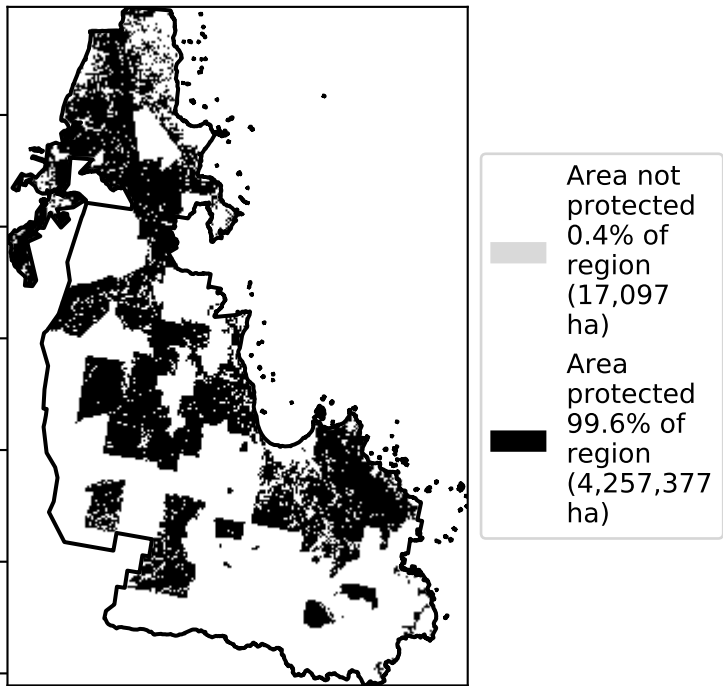 Area not
protected
0.4% of
region
(17,097
ha)
Area
protected
99.6% of
region
(4,257,377
ha)